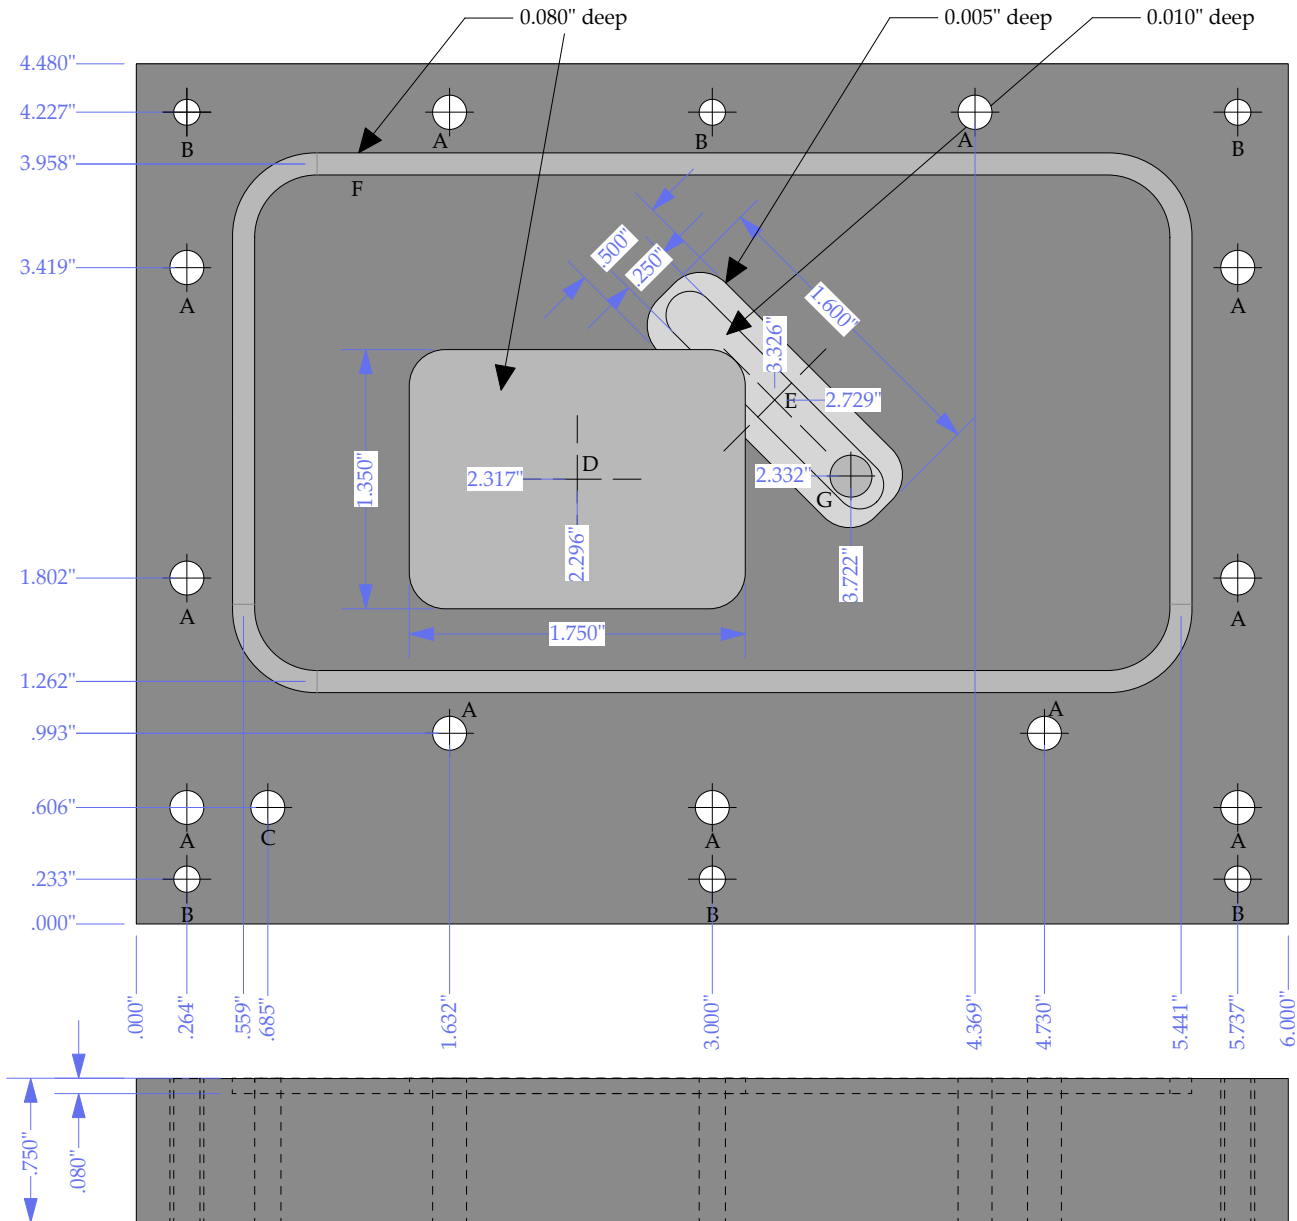 0.080" deep
0.005" deep
0.010" deep
4.480"
4.227"
B
A
B
A
B
3.958"
F
3.419"
A
A
.500"
.250"
1.600"
3.326"
E
2.729"
1.350"
D
2.317"
2.332"
G
2.296"
3.722"
1.802"
A
A
1.750"
1.262"
A
A
.993"
.606"
A
C
A
A
.233"
B
B
B
.000"
.000"
.264"
.559"
.685"
1.632"
3.000"
4.369"
4.730"
5.441"
5.737"
6.000"
.750"
.080"